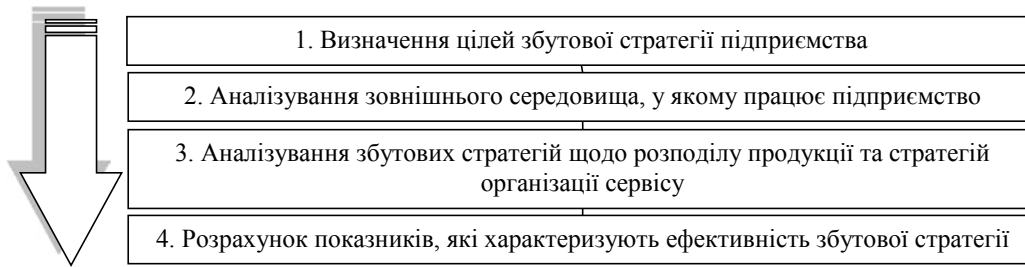 1. Визначення цілей збутової стратегії підприємства
2. Аналізування зовнішнього середовища, у якому працює підприємство
3. Аналізування збутових стратегій щодо розподілу продукції та стратегій
організації сервісу
4. Розрахунок показників, які характеризують ефективність збутової стратегії